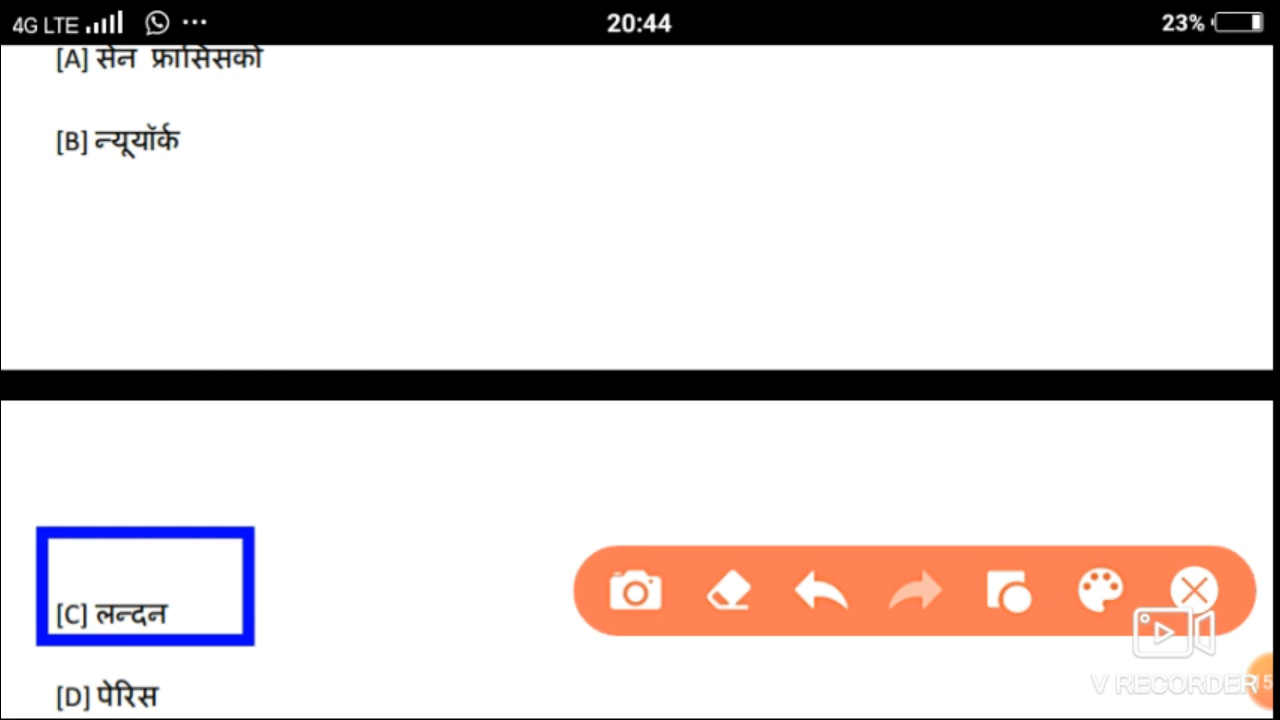 4G LTE ... 20:44 23%
[A] सेन फ्रांसिसको
[B] न्यूयॉर्क
[C] लन्दन
[D] पेरिस
V RECORDER